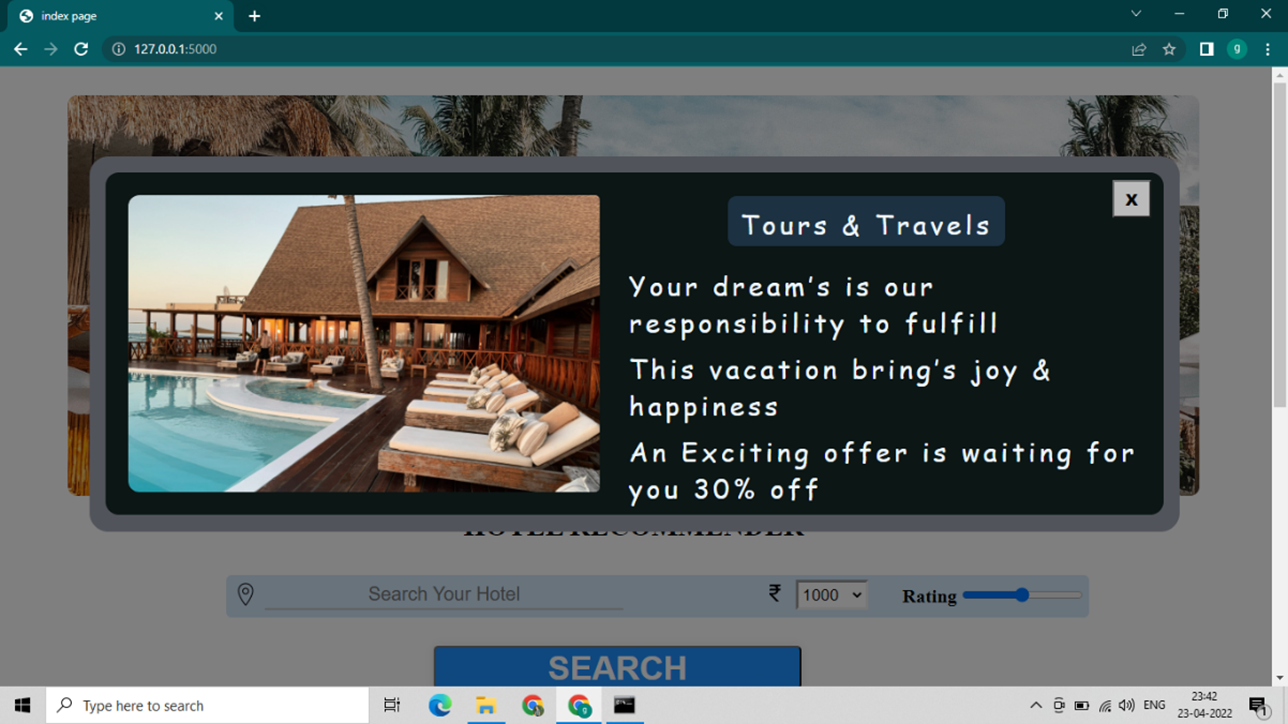 index page
127.0.0.1:5000
g
x
Tours & Travels
Your dream's is our
responsibility to fulfill
This vacation bring's joy &
happiness
An Exciting offer is waiting for
you 30% off
HOTEL RECOMMENDER
Search Your Hotel
₹ 1000
Rating
SEARCH
Type here to search
g
ENG
23:42
23-04-2022
1